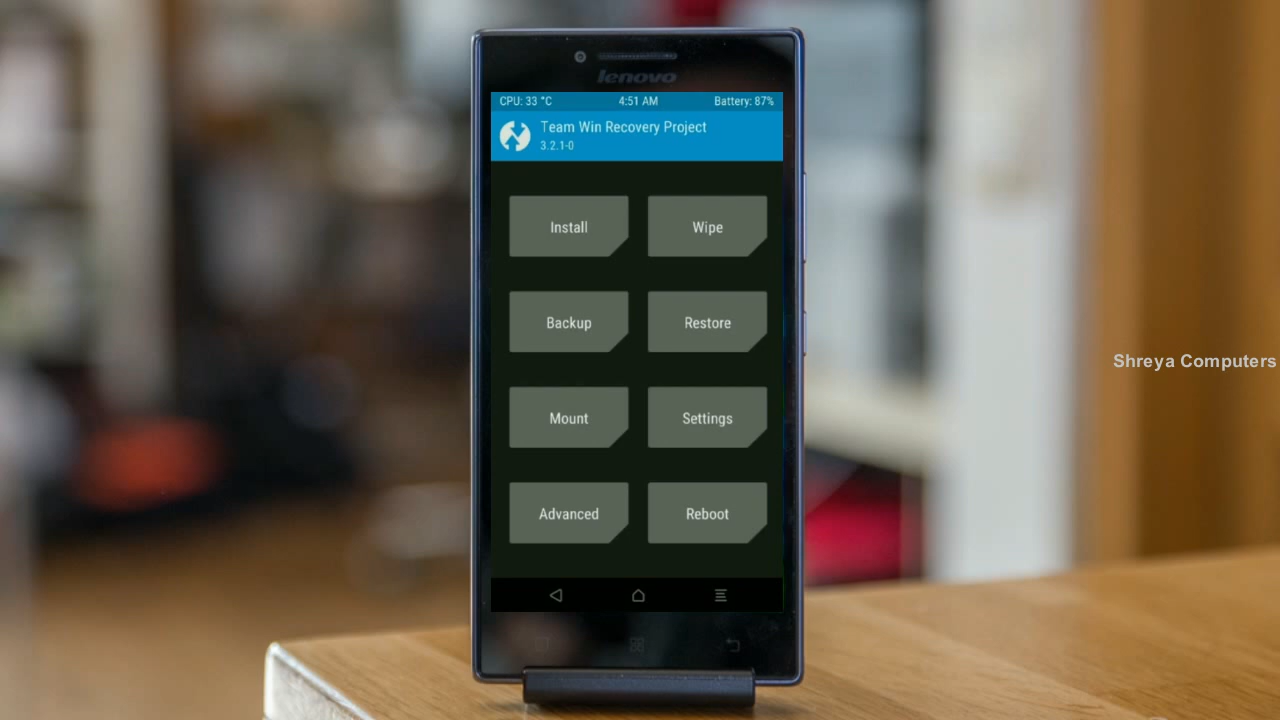 lenovo
CPU: 33 °C 4:51 AM Battery: 87%
Team Win Recovery Project
3.2.1-0
Install Wipe
Backup Restore
Mount Settings
Advanced Reboot
Shreya Computers